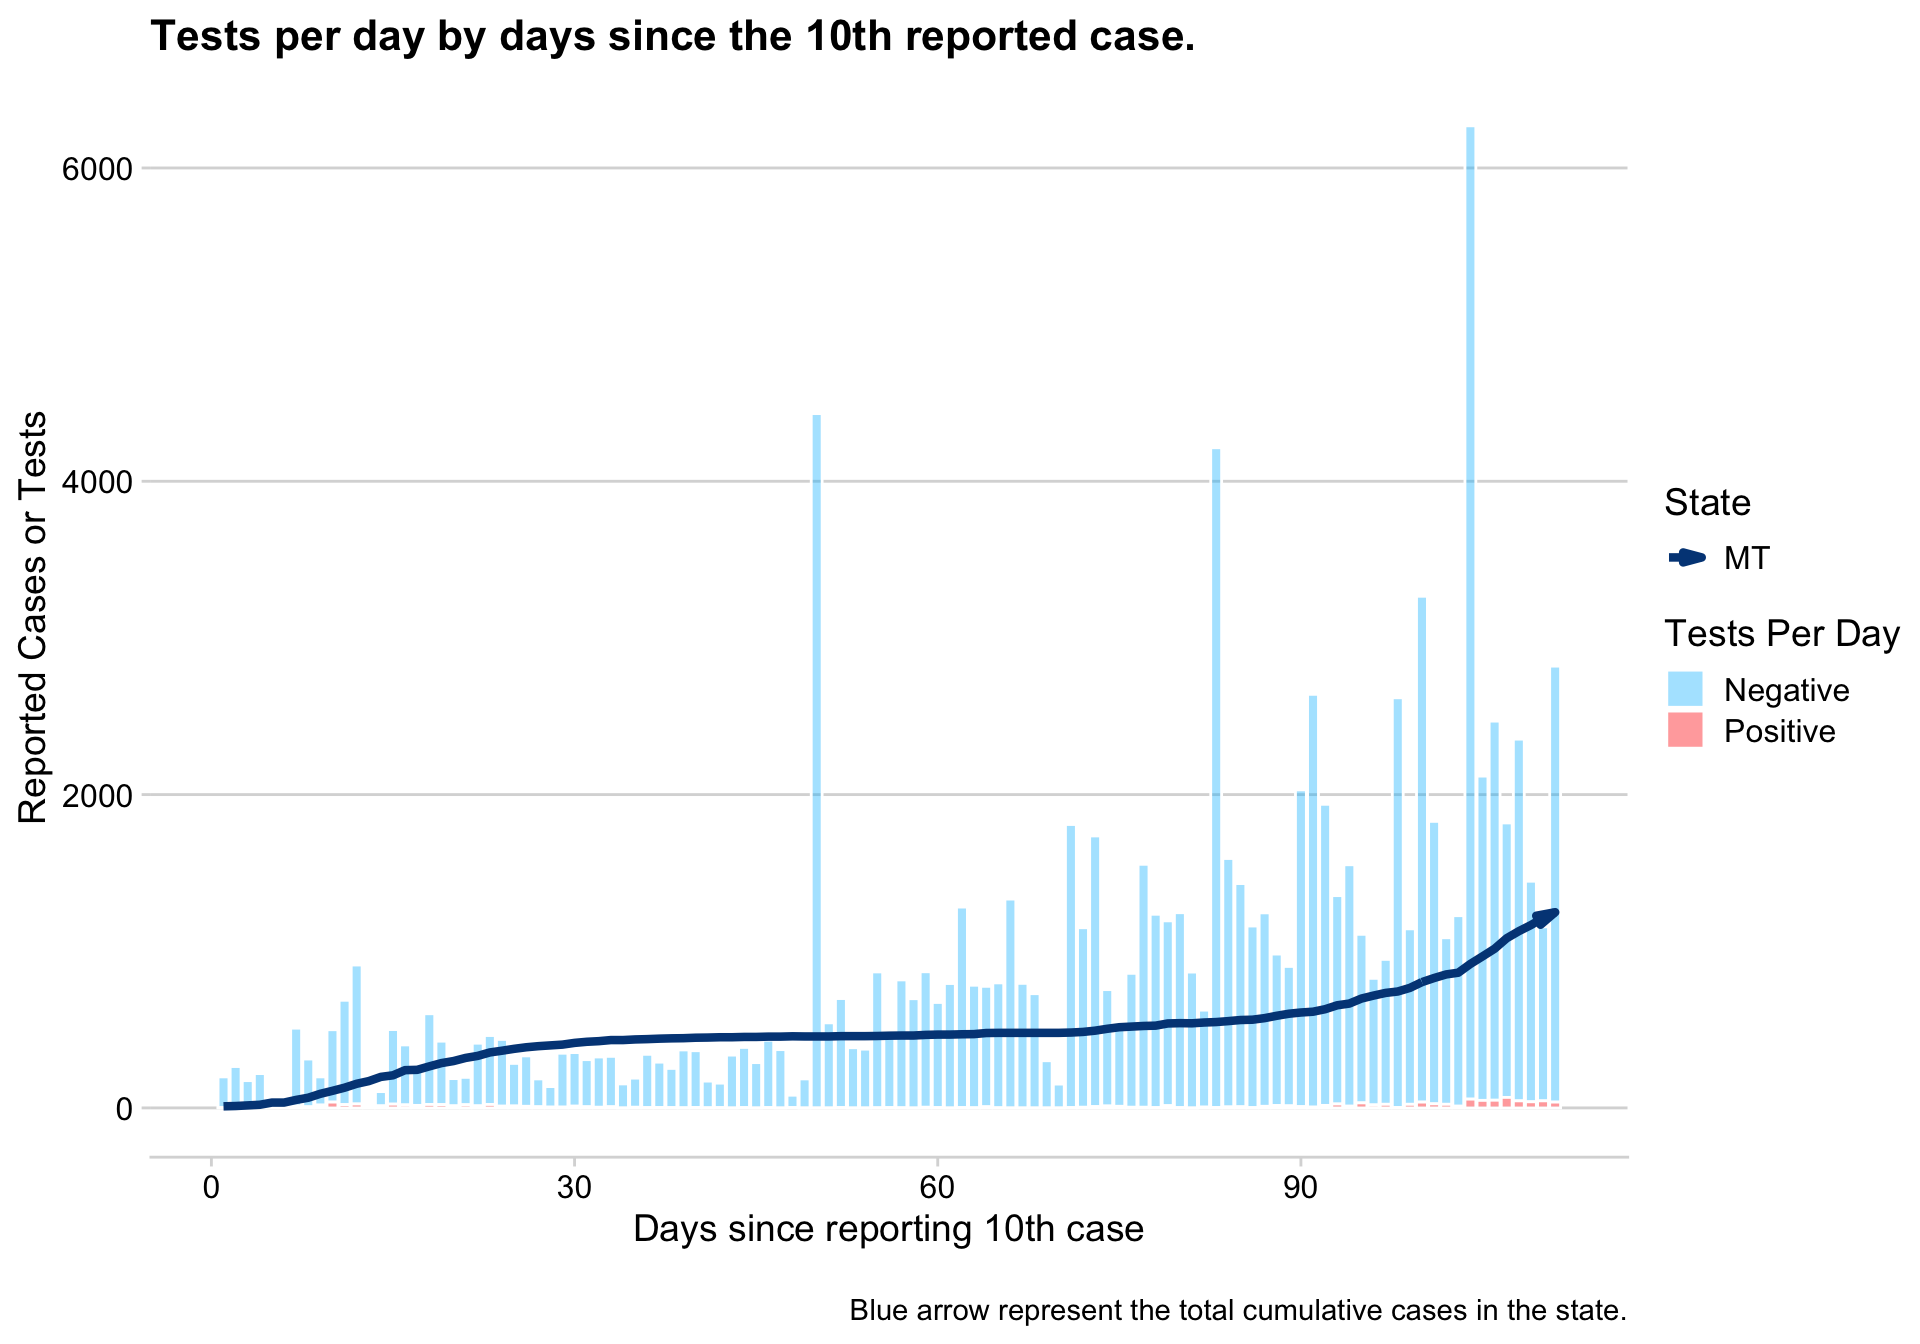 Tests per day by days since the 10th reported case.
6000
4000
2000
0
Reported Cases or Tests
0 30 60 90
Days since reporting 10th case
State
MT
Tests Per Day
Negative
Positive
Blue arrow represent the total cumulative cases in the state.